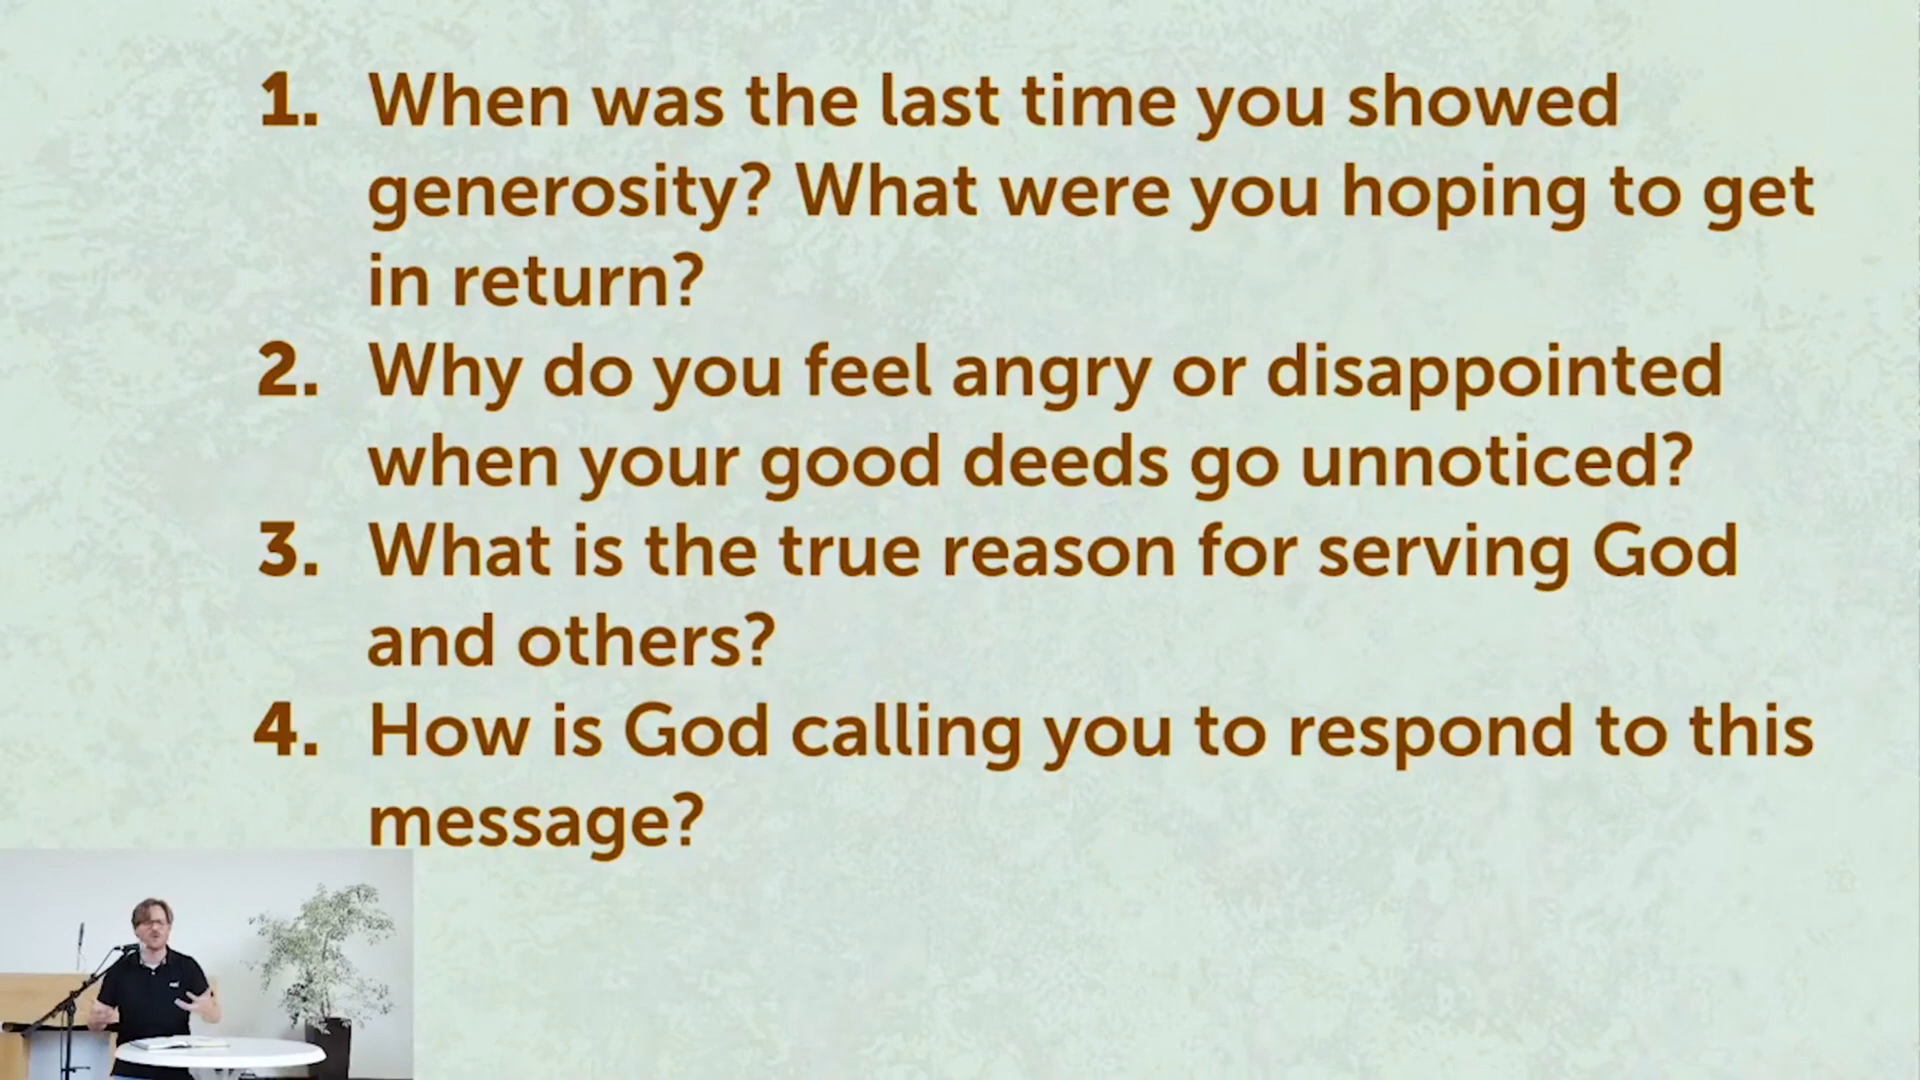 1. When was the last time you showed
generosity? What were you hoping to get
in return?
2. Why do you feel angry or disappointed
when your good deeds go unnoticed?
3. What is the true reason for serving God
and others?
4. How is God calling you to respond to this
message?